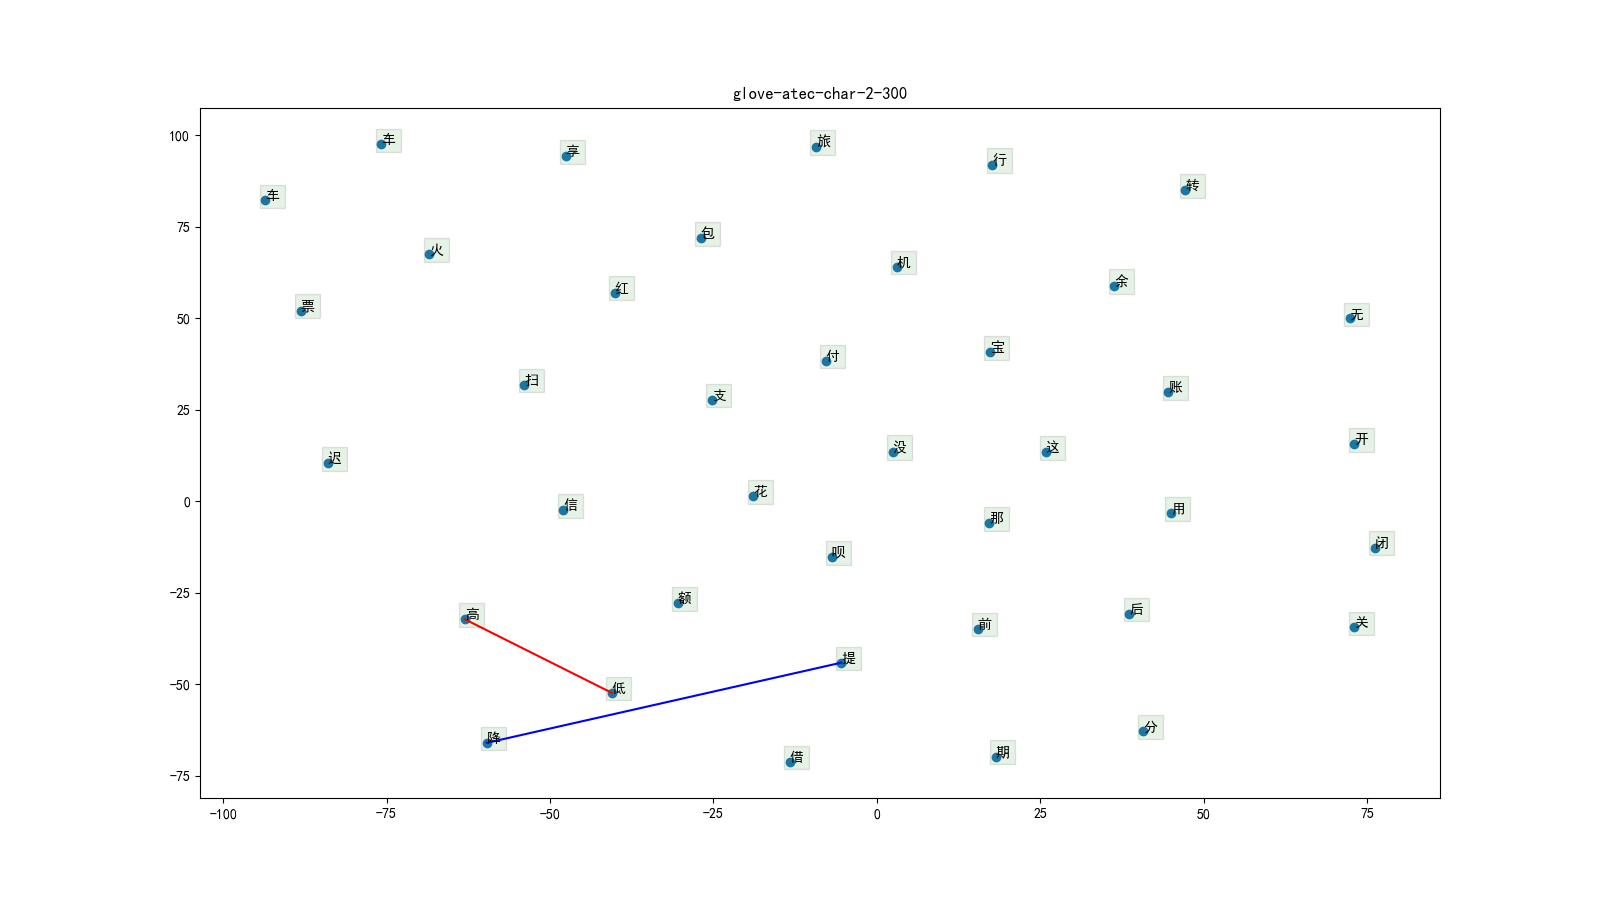 glove-atec-char-2-300
100
75
50
25
0
-25
-50
-75
车
享
旅
行
转
车
火
包
机
余
票
红
无
宝
付
扫
支
账
开
迟
没
这
信
花
那
用
呗
闭
高
额
前
后
关
提
低
降
借
期
分
-100
-75
-50
-25
0
25
50
75